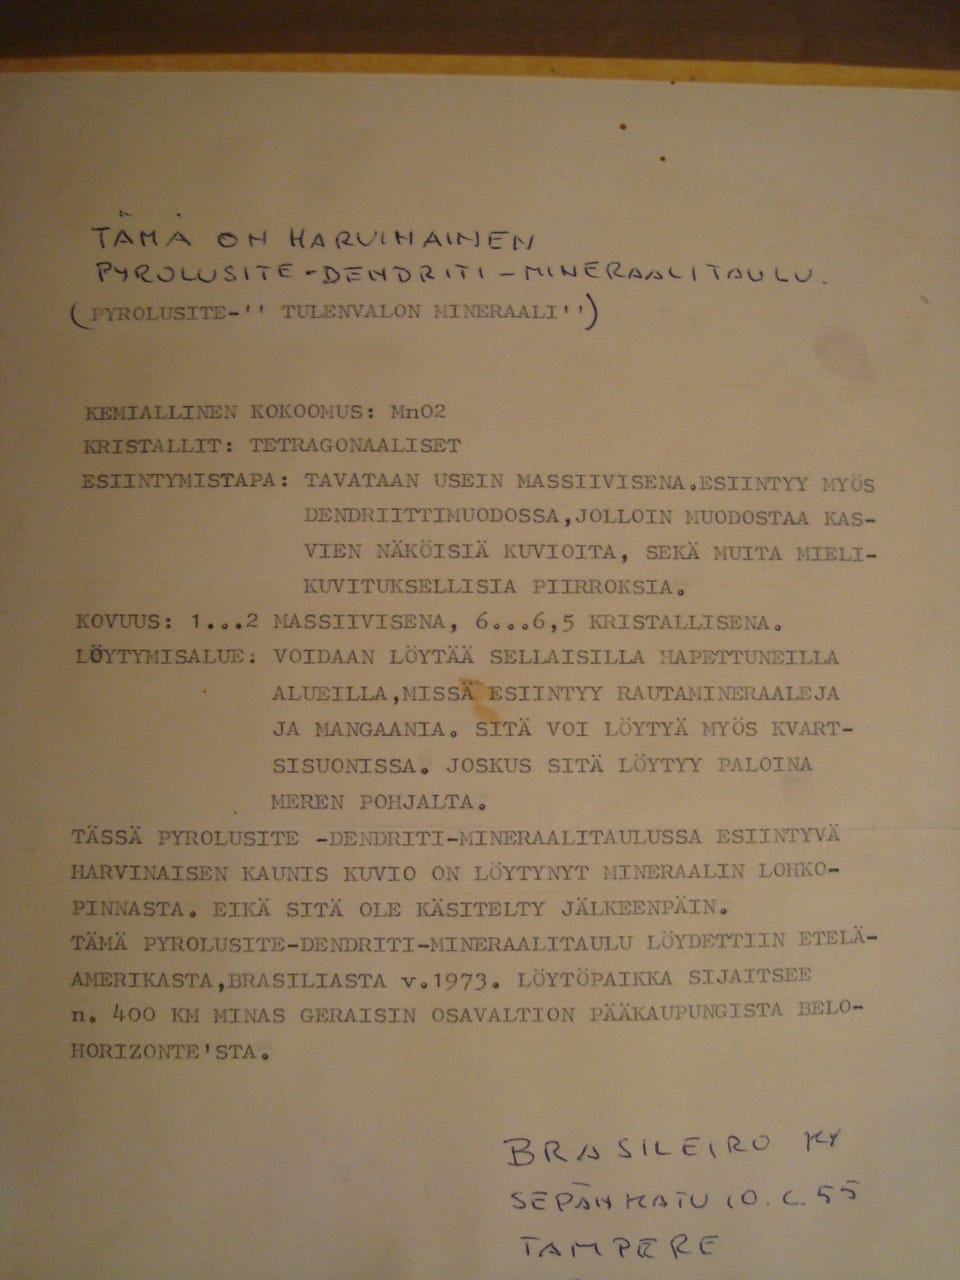 TÄMÄ ON HARVINAINEN
PYROLUSITE-DENDRITI-MINERAALITAULU.
(PYROLUSITE-'' TULENVALON MINERAALI'')
KEMIALLINEN KOKOOMUS: MnO2
KRISTALLIT: TETRAGONAALISET
ESIINTYMISTAPA: TAVATAAN USEIN MASSIIVISENA.ESIINTYY MYÖS
DENDRIITTIMUODOSSA,JOLLOIN MUODOSTAA KAS-
VIEN NÄKÖISIÄ KUVIOITA, SEKÄ MUITA MIELI-
KUVITUKSELLISIA PIIRROKSIA.
KOVUUS: 1...2 MASSIIVISENA, 6...6,5 KRISTALLISENA.
LÖYTYMISALUE: VOIDAAN LÖYTÄÄ SELLAISILLA HAPETTUNEILLA
ALUEILLA,MISSÄ ESIINTYY RAUTAMINERAALEJA
JA MANGAANIA. SITÄ VOI LÖYTYÄ MYÖS KVART-
SISUONISSA. JOSKUS SITÄ LÖYTYY PALOINA
MEREN POHJALTA.
TÄSSÄ PYROLUSITE -DENDRITI-MINERAALITAULUSSA ESIINTYVÄ
HARVINAISEN KAUNIS KUVIO ON LÖYTYNYT MINERAALIN LOHKO-
PINNASTA. EIKÄ SITÄ OLE KÄSITELTY JÄLKEENPÄIN.
TÄMÄ PYROLUSITE-DENDRITI-MINERAALITAULU LÖYDETTIIN ETELÄ-
AMERIKASTA,BRASILIASTA v.1973. LÖYTÖPAIKKA SIJAITSEE
n. 400 KM MINAS GERAISIN OSAVALTION PÄÄKAUPUNGISTA BELO-
HORIZONTE'STA.
BRASILEIRO KY
SEPÄNKATU 10.C.55
TAMPERE